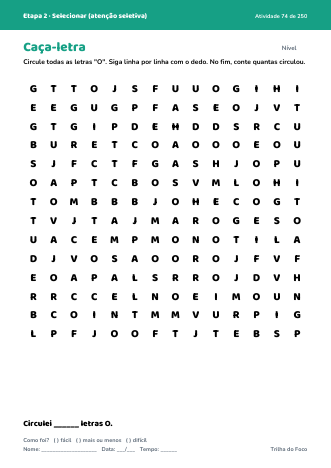 Etapa 2 · Selecionar (atenção seletiva)
Atividade 74 de 250
Caça-letra
Nível
Circule todas as letras "O". Siga linha por linha com o dedo. No fim, conte quantas circulou.
G T T O J S F U U O G I H I
E E G U G P F A S E O J V T
G T G I P D E H D D S R C U
B U R E T C O A O O O E O U
S J F C T F G A S H J O P U
O A P T C B O S V M L O H I
T O M B B B J O H E C O G T
T V J T A J M A R O G E S O
U A C E M P M O N O T I L A
D J V O S A O O R O J F V F
E O A P A L S R R O J D V H
R R C C E L N O E I M O U N
B C O I N T M M V U R P I G
L P F J O O F T J T E B S P
Circulei ______ letras O.
Como foi? ( ) fácil ( ) mais ou menos ( ) difícil
Nome: ____________________ Data: ___/___ Tempo: ______
Trilha do Foco